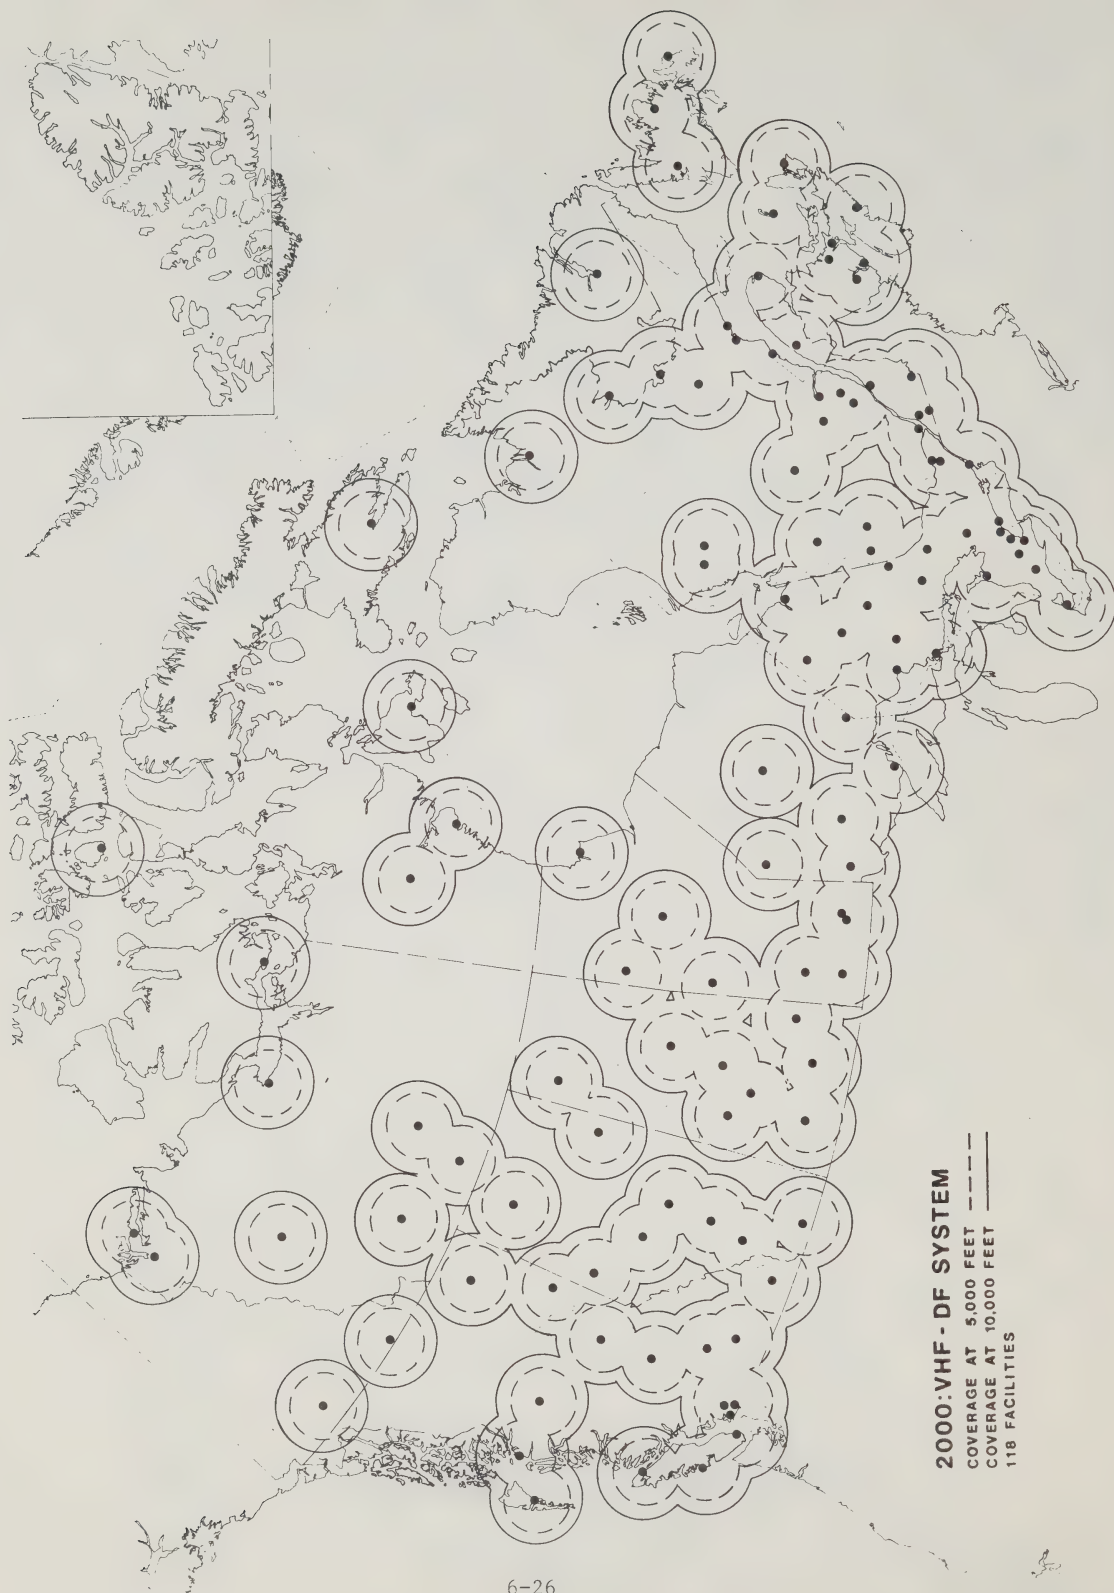 2000:VHF-DF SYSTEM
COVERAGE AT 5,000 FEET
COVERAGE AT 10,000 FEET
118 FACILITIES
6-26